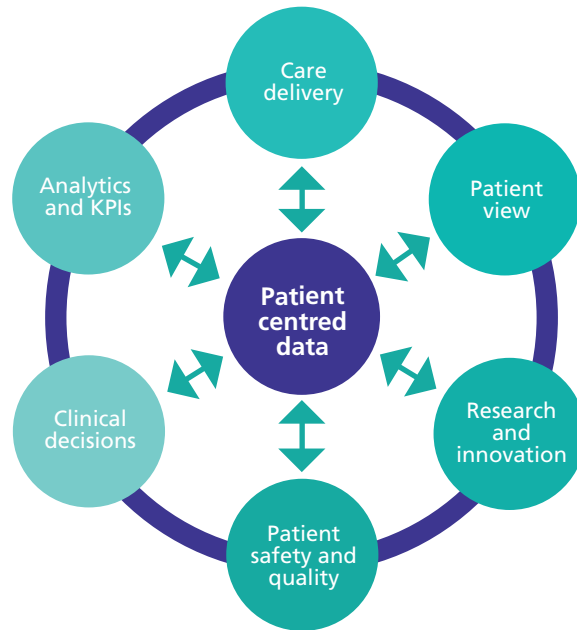 Care
delivery
Patient
view
Research
and
innovation
Patient
safety and
quality
Clinical
decisions
Analytics
and KPIs
Patient
centred
data